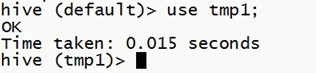 hive (default)> use tmp1;
OK
Time taken: 0.015 seconds
hive (tmp1)>